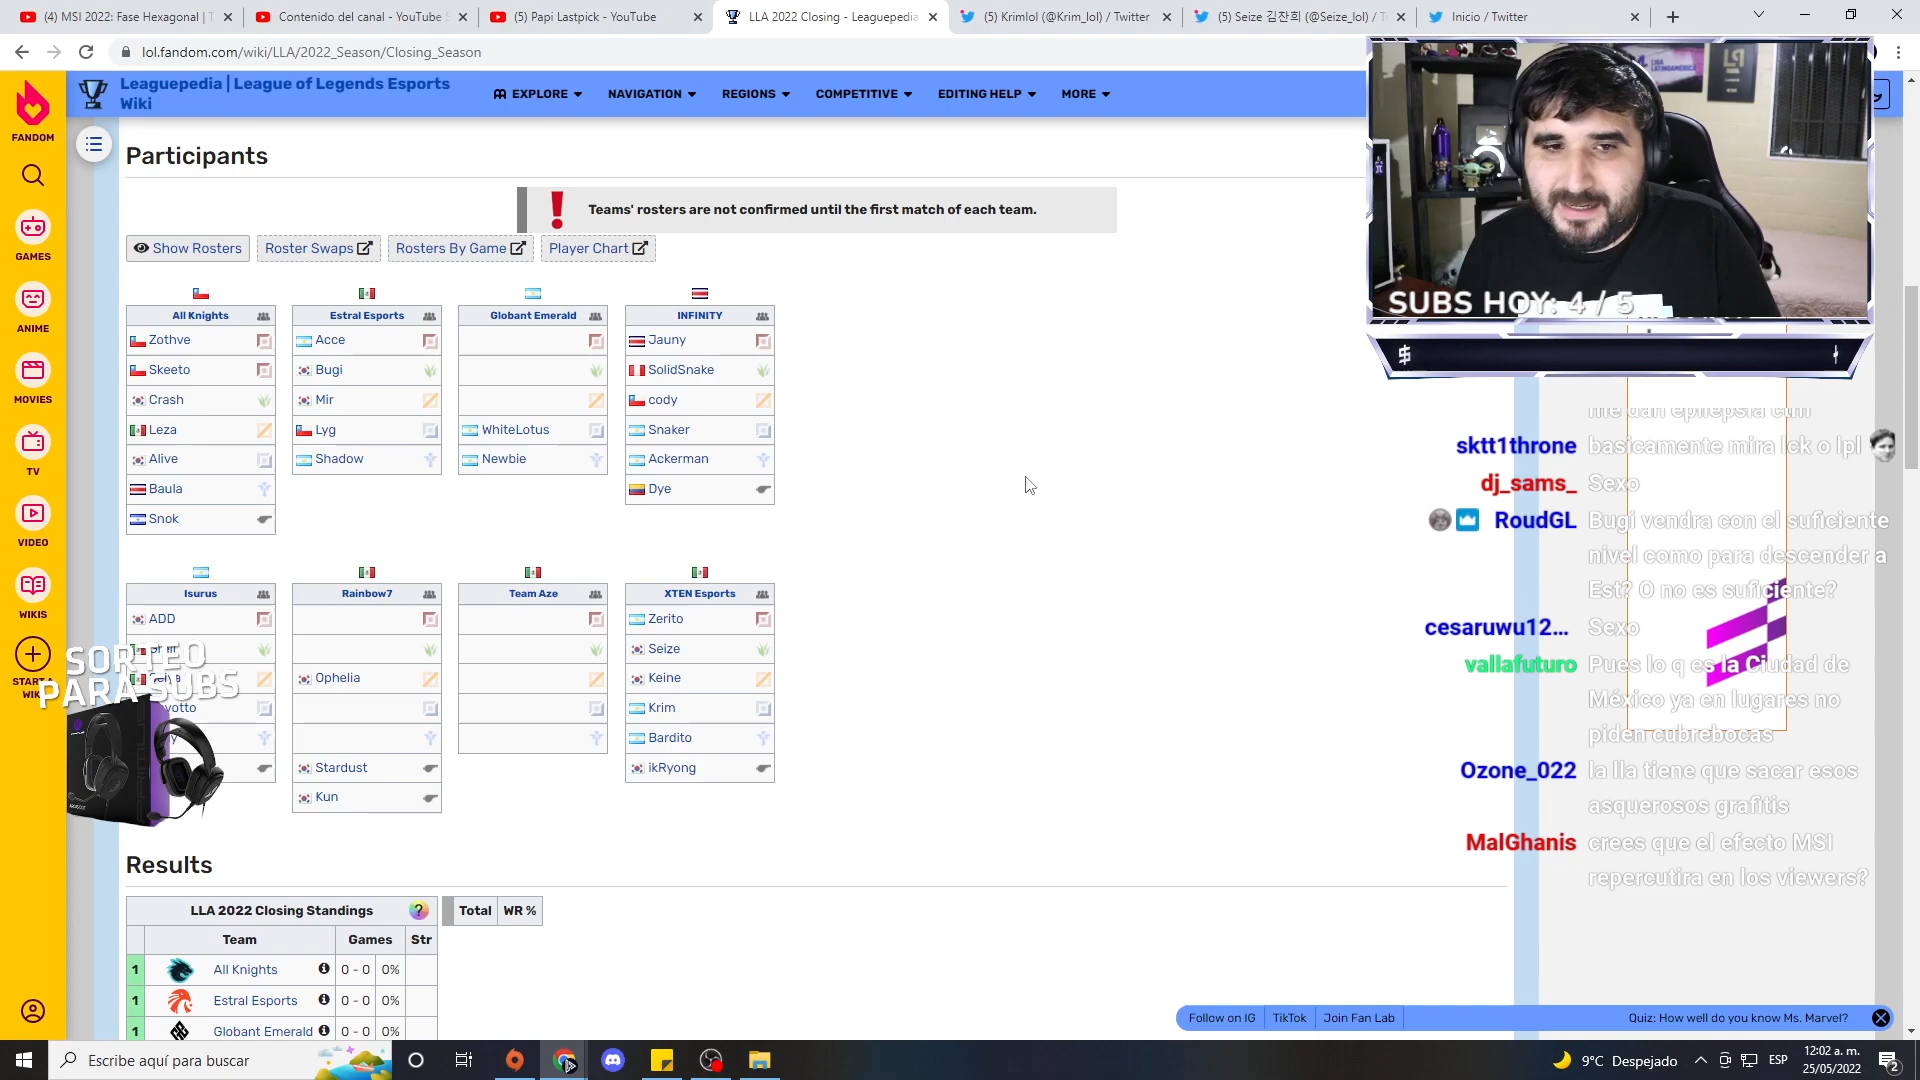 (4) MSI 2022: Fase Hexagonal | T
Contenido del canal - YouTube S
(5) Papi Lastpick - YouTube
LLA 2022 Closing - Leaguepedia
(5) Krimlol (@Krim_lol) / Twitter
(5) Seize 김찬희 (@Seize_lol) / T
Inicio / Twitter
lol.fandom.com/wiki/LLA/2022_Season/Closing_Season
Leaguepedia | League of Legends Esports
Wiki
EXPLORE
NAVIGATION
REGIONS
COMPETITIVE
EDITING HELP
MORE
FANDOM
GAMES
ANIME
MOVIES
TV
VIDEO
WIKIS
START A
WIKI
Participants
Teams' rosters are not confirmed until the first match of each team.
Show Rosters
Roster Swaps
Rosters By Game
Player Chart
All Knights
Zothve
Skeeto
Crash
Leza
Alive
Baula
Snok
Estral Esports
Acce
Bugi
Mir
Lyg
Shadow
Globant Emerald
WhiteLotus
Newbie
INFINITY
Jauny
SolidSnake
cody
Snaker
Ackerman
Dye
Isurus
ADD
Rainbow7
Ophelia
Stardust
Kun
Team Aze
XTEN Esports
Zerito
Seize
Keine
Krim
Bardito
ikRyong
SORTEO
PARA SUBS
Results
LLA 2022 Closing Standings
?
Total
WR %
Team
Games
Str
1 All Knights 0 - 0 0%
1 Estral Esports 0 - 0 0%
1 Globant Emerald 0 - 0 0%
SUBS HOY: 4 / 5
me dan epilepsia
sktt1throne basicamente mira lck o lpl
dj_sams_ Sexo
RoudGL Bugi vendra con el suficiente
nivel como para descender a
Est? O no es suficiente?
cesaruwu12... Sexo
vallafuturo Pues lo q es la Ciudad de
México ya en lugares no
piden cubrebocas
Ozone_022 la lla tiene que sacar esos
asquerosos grafitis
MalGhanis crees que el efecto MSI
repercutira en los viewers?
Follow on IG
TikTok
Join Fan Lab
Quiz: How well do you know Ms. Marvel?
Escribe aquí para buscar
9°C Despejado
ESP
12:02 a. m.
25/05/2022
2